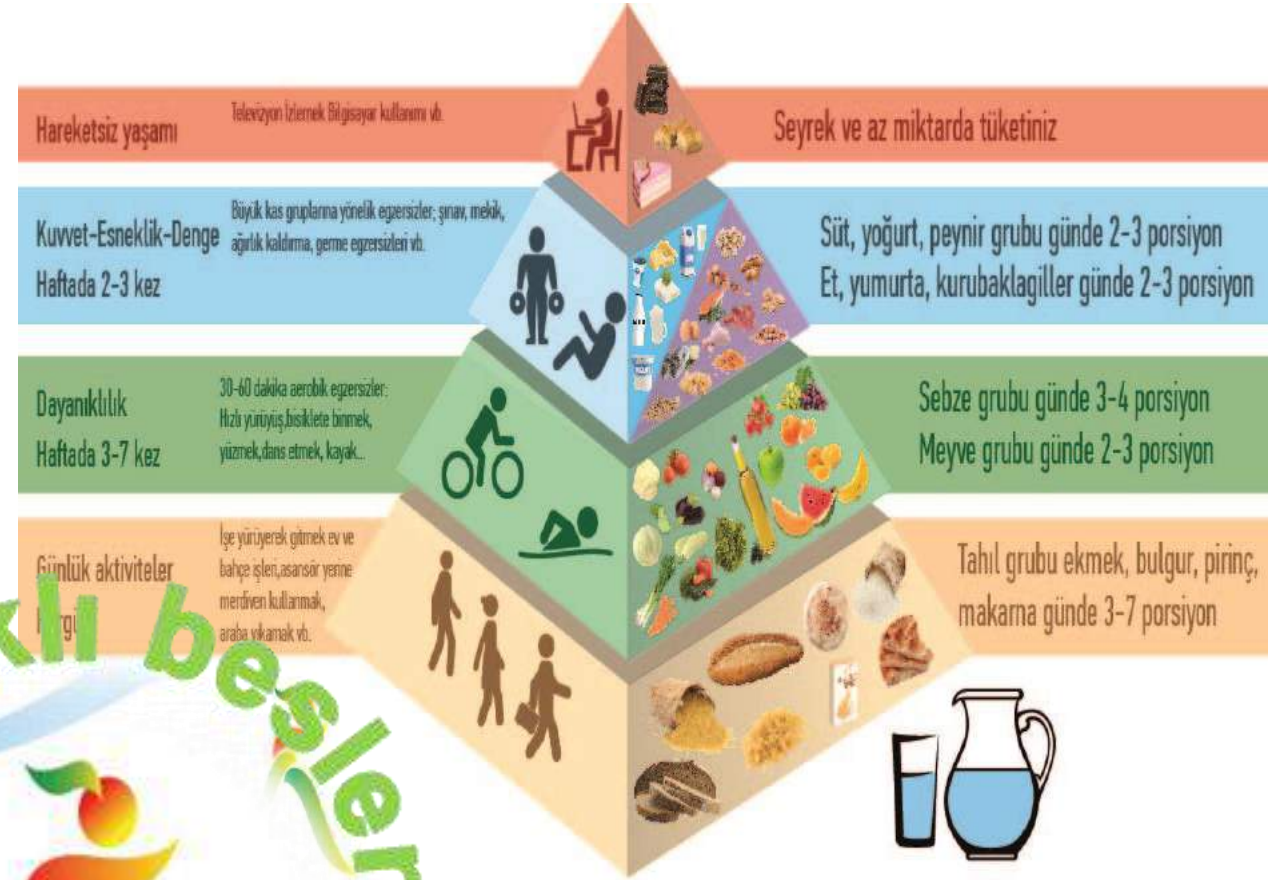 Hareketsiz yaşamı
Televizyon İzlemek Bilgisayar kullanımı vb.
Seyrek ve az miktarda tüketiniz
Kuvvet-Esneklik-Denge
Haftada 2-3 kez
Büyük kas gruplarına yönelik egzersizler; şınav, mekik,
ağırlık kaldırma, germe egzersizleri vb.
Süt, yoğurt, peynir grubu günde 2-3 porsiyon
Et, yumurta, kurubaklagiller günde 2-3 porsiyon
Dayanıklılık
Haftada 3-7 kez
30-60 dakika aerobik egzersizler:
Hızlı yürüyüş,bisiklete binmek,
yüzmek,dans etmek, kayak...
Sebze grubu günde 3-4 porsiyon
Meyve grubu günde 2-3 porsiyon
Günlük aktiviteler
İşe yürüyerek gitmek ev ve
bahçe işleri,asansör yerine
merdiven kullanmak,
araba yıkamak vb.
Tahıl grubu ekmek, bulgur, pirinç,
makarna günde 3-7 porsiyon
klı besler